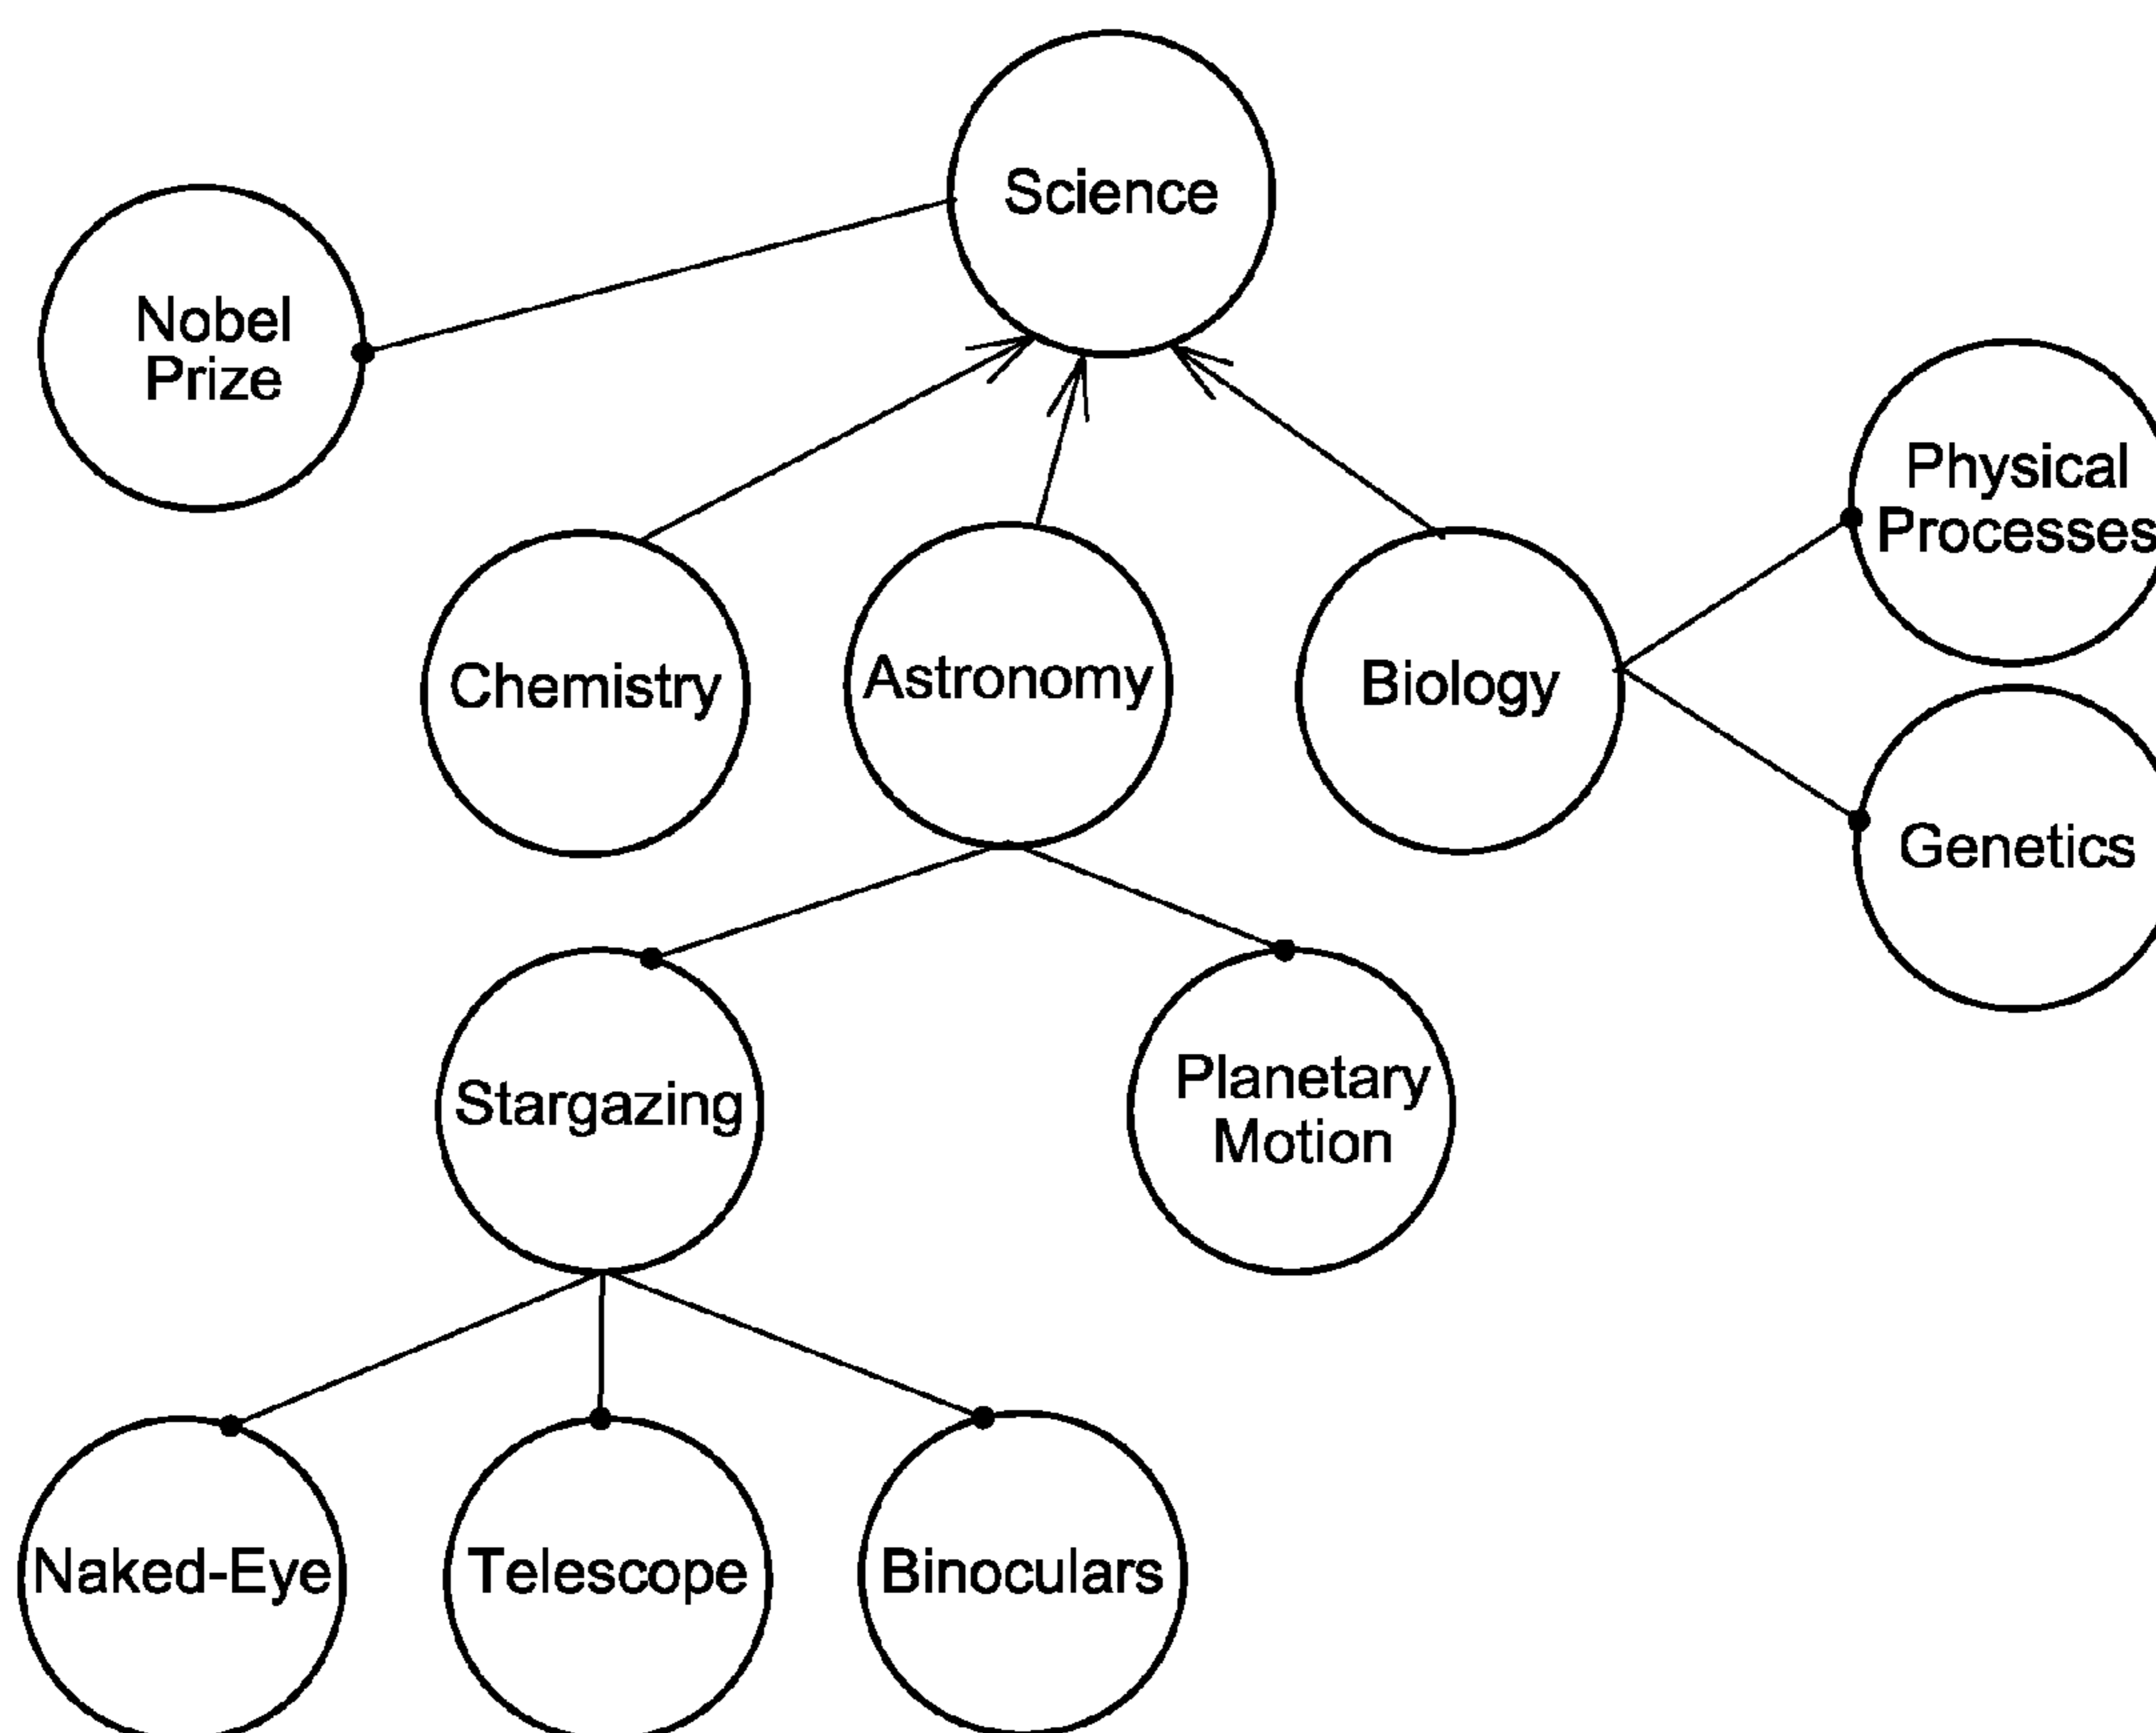 Science
Nobel
Prize
Physical
Processes
Chemistry
Astronomy
Biology
Genetics
Stargazing
Planetary
Motion
Naked-Eye
Telescope
Binoculars